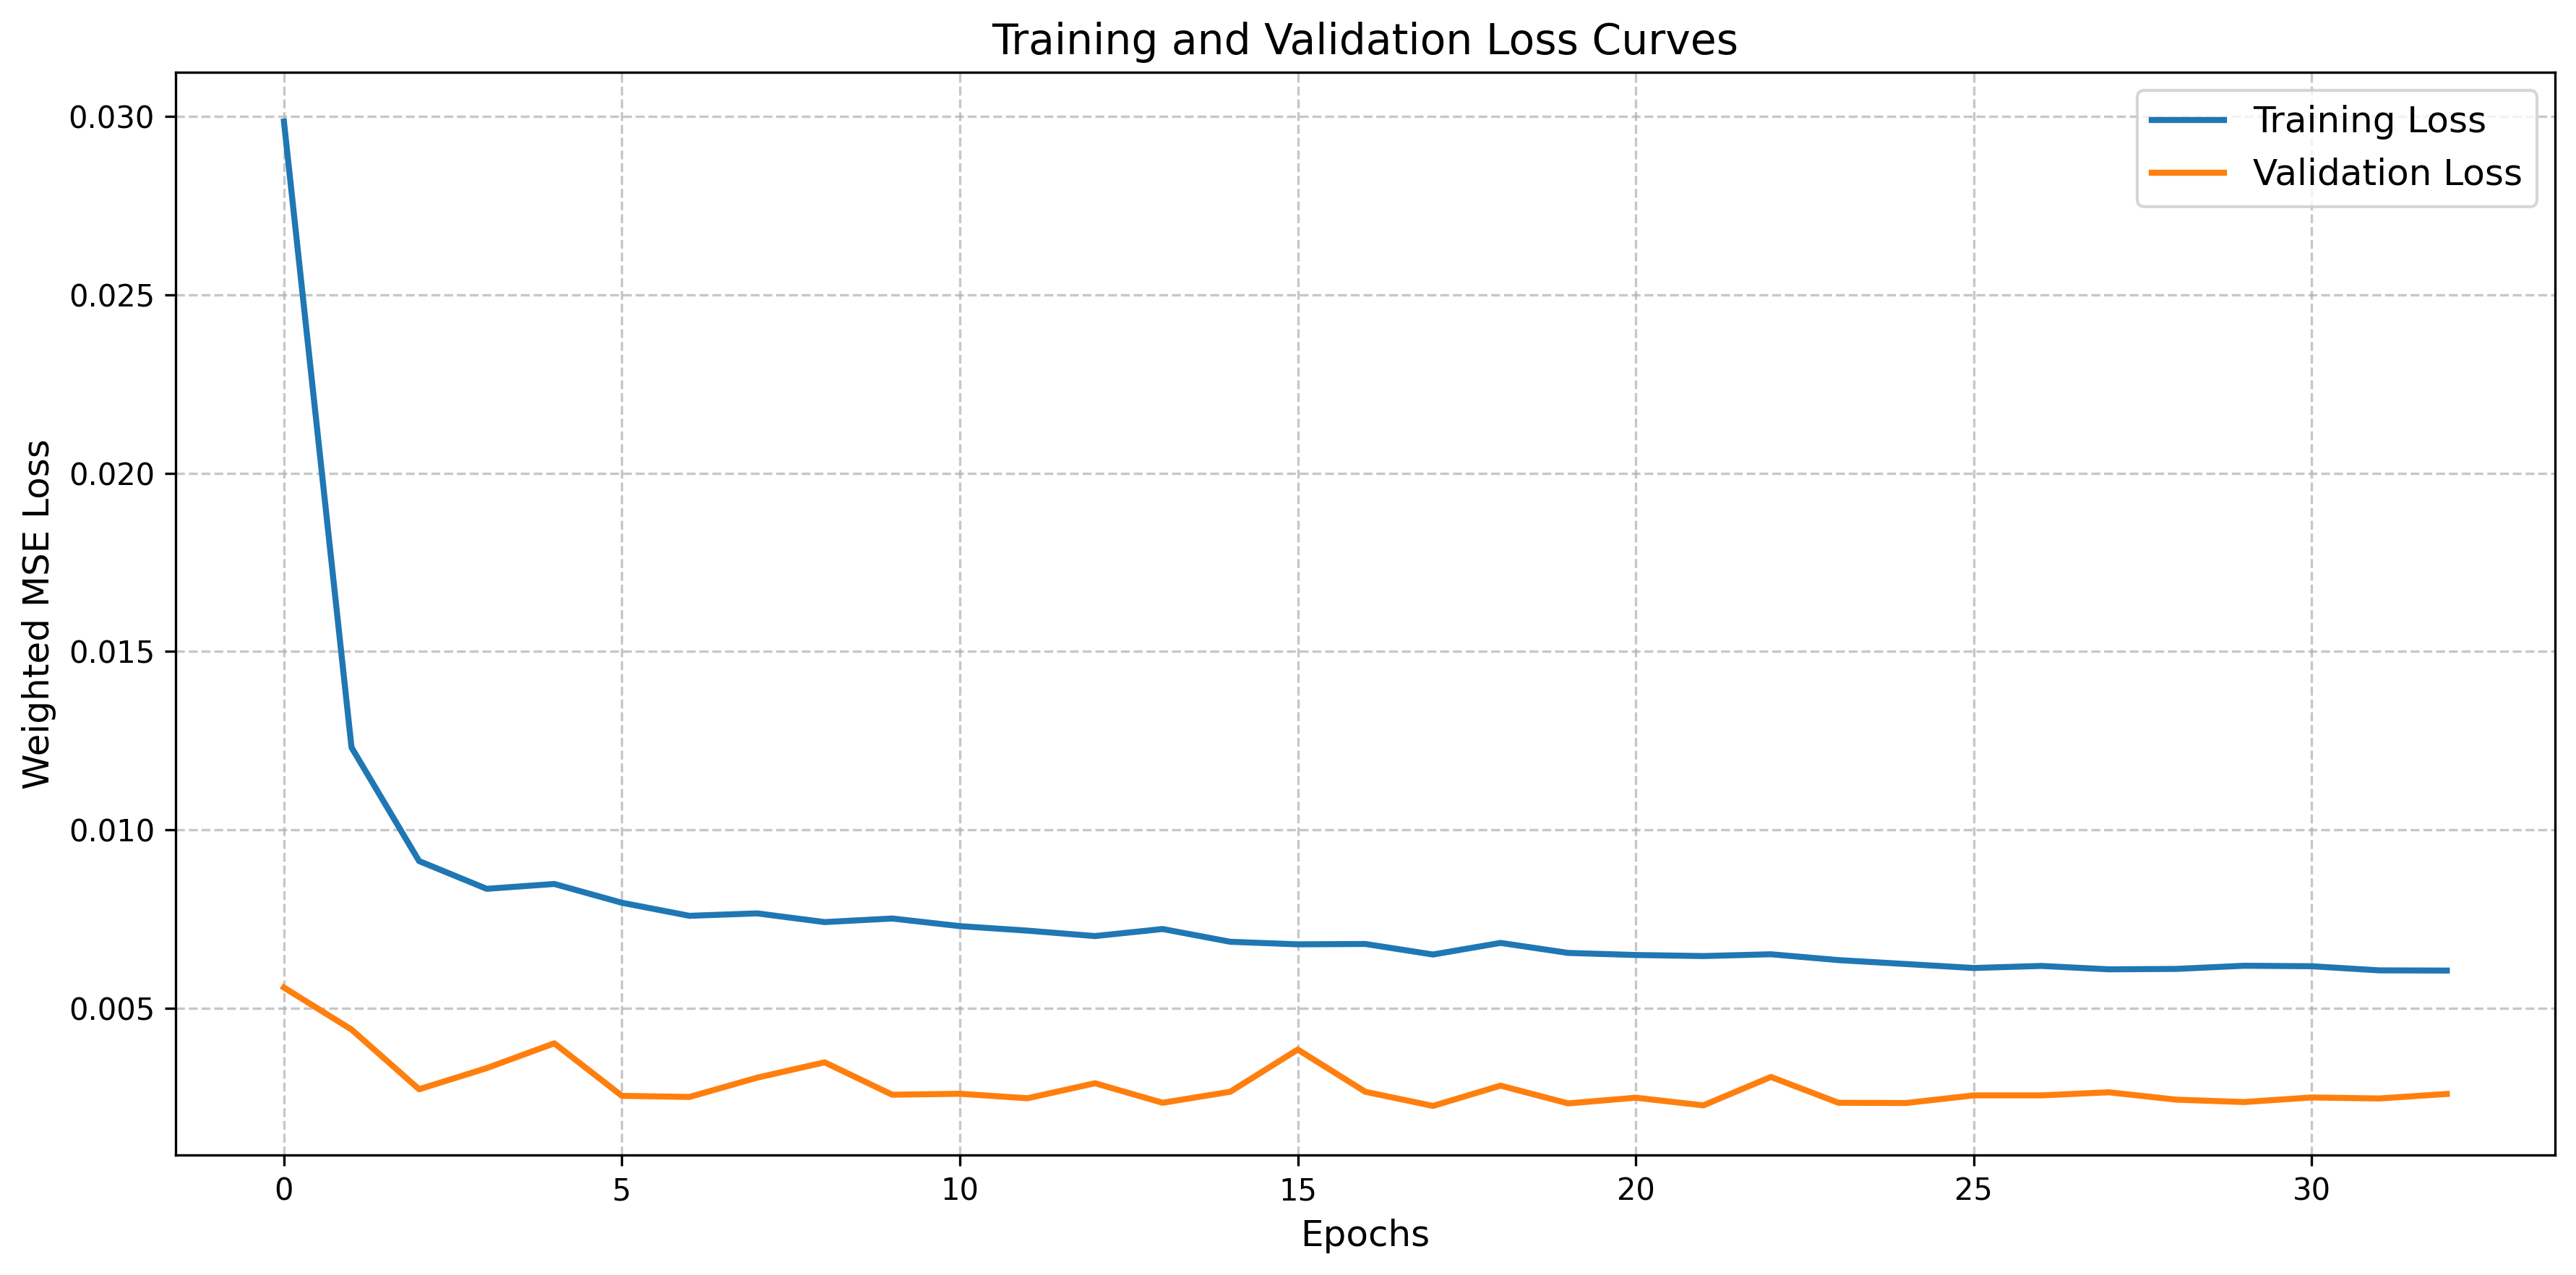 Training and Validation Loss Curves
Training Loss
Validation Loss
Weighted MSE Loss
0.030
0.025
0.020
0.015
0.010
0.005
0 5 10 15 20 25 30
Epochs